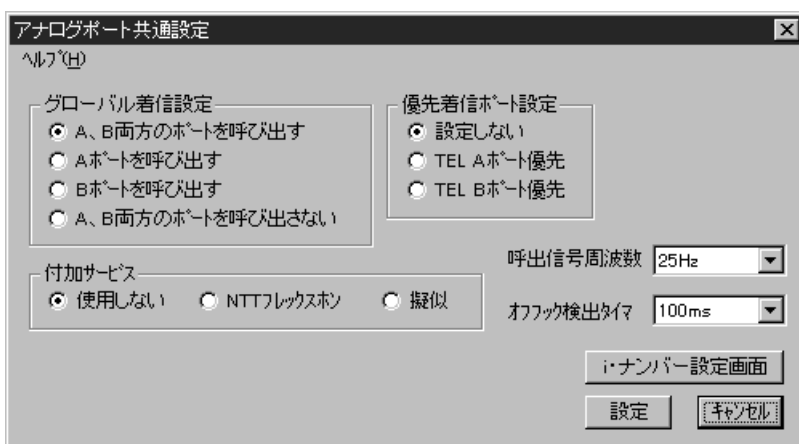 アナログポート共通設定
ﾍﾙﾌﾟ(H)
グローバル着信設定
A、B両方のﾎﾟｰﾄを呼び出す
Aﾎﾟｰﾄを呼び出す
Bﾎﾟｰﾄを呼び出す
A、B両方のﾎﾟｰﾄを呼び出さない
優先着信ﾎﾟｰﾄ設定
設定しない
TEL Aﾎﾟｰﾄ優先
TEL Bﾎﾟｰﾄ優先
付加ｻｰﾋﾞｽ
使用しない NTTﾌﾚｯｸｽﾎﾝ 擬似
呼出信号周波数 25Hz
ｵﾌﾌｯｸ検出ﾀｲﾏ 100ms
i･ナンバー設定画面
設定 ｷｬﾝｾﾙ